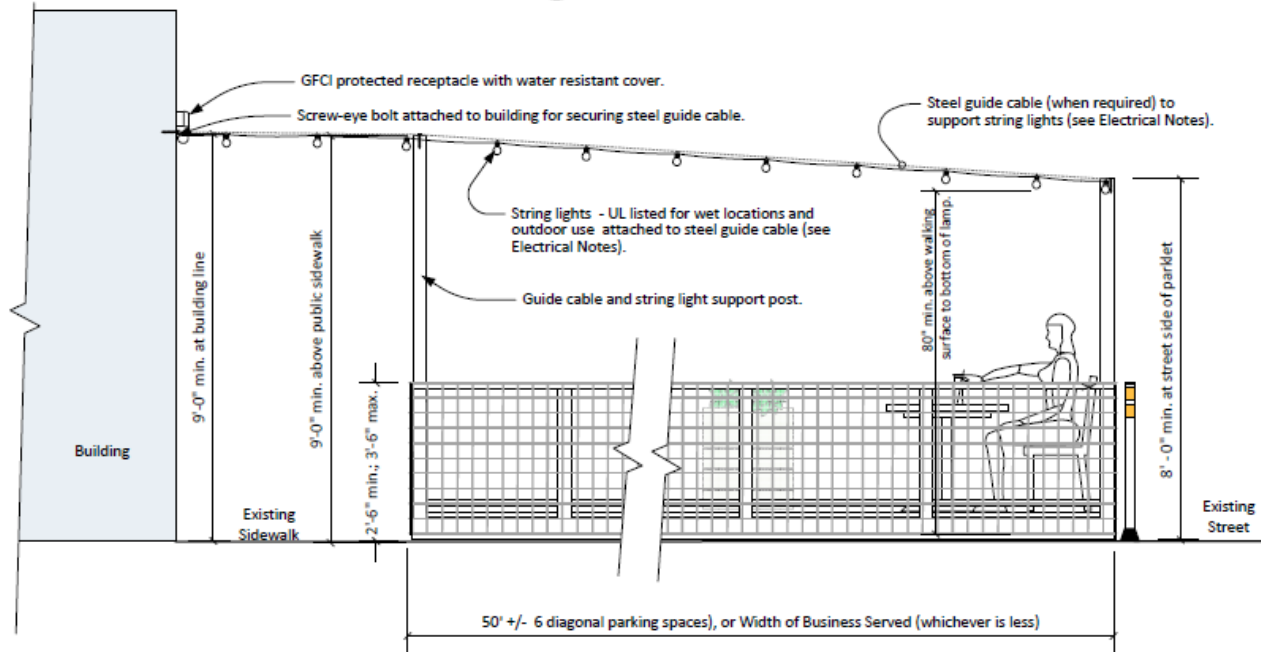 GFCI protected receptacle with water resistant cover.
Screw-eye bolt attached to building for securing steel guide cable.
Steel guide cable (when required) to
support string lights (see Electrical Notes).
String lights - UL listed for wet locations and
outdoor use attached to steel guide cable (see
Electrical Notes).
Guide cable and string light support post.
9'-0" min. at building line
9'-0" min. above public sidewalk
2'-6" min.; 3'-6" max.
80" min. above walking
surface to bottom of lamp.
8' - 0" min. at street side of parklet
Building
Existing
Sidewalk
Existing
Street
50' +/- 6 diagonal parking spaces), or Width of Business Served (whichever is less)